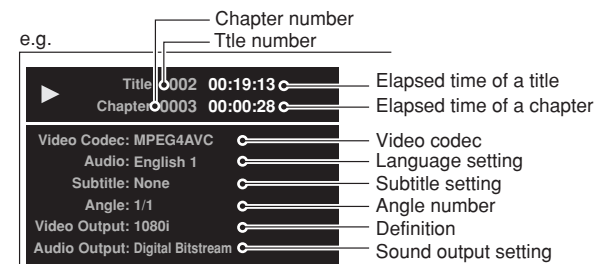 Chapter number
e.g.
Ttle number
Title 0002 00:19:13
Elapsed time of a title
Chapter 0003 00:00:28
Elapsed time of a chapter
Video Codec: MPEG4AVC
Video codec
Audio: English 1
Language setting
Subtitle: None
Subtitle setting
Angle: 1/1
Angle number
Video Output: 1080i
Definition
Audio Output: Digital Bitstream
Sound output setting